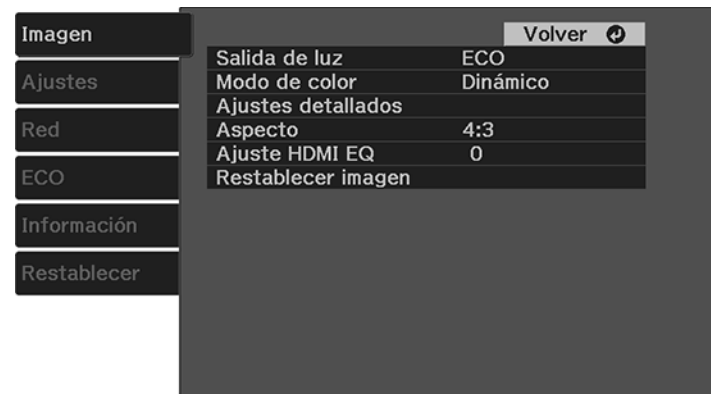 Imagen
Ajustes
Red
ECO
Información
Restablecer
Volver
Salida de luz ECO
Modo de color Dinámico
Ajustes detallados
Aspecto 4:3
Ajuste HDMI EQ 0
Restablecer imagen